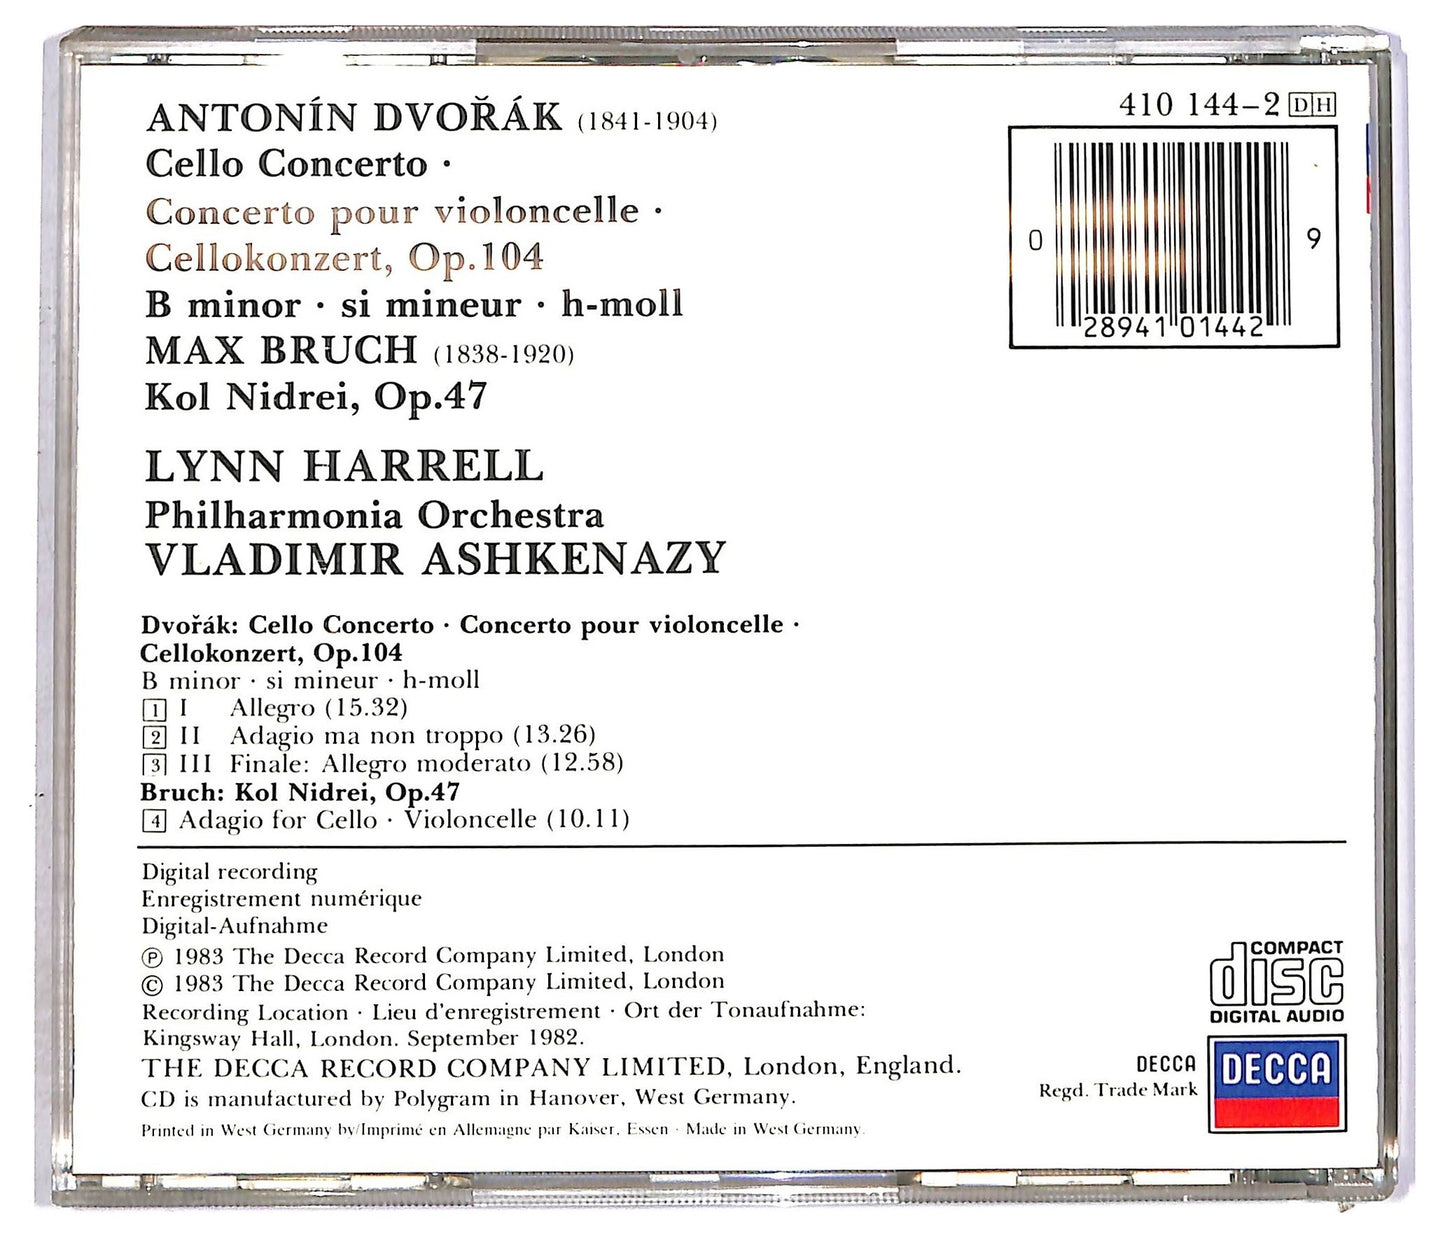 ANTONÍN DVOŘÁK (1841-1904)
Cello Concerto ·
Concerto pour violoncelle ·
Cellokonzert, Op.104
B minor · si mineur · h-moll
MAX BRUCH (1838-1920)
Kol Nidrei, Op.47
LYNN HARRELL
Philharmonia Orchestra
VLADIMIR ASHKENAZY
410 144-2 DH
0 28941 01442 9
Dvořák: Cello Concerto · Concerto pour violoncelle ·
Cellokonzert, Op.104
B minor · si mineur · h-moll
1 I Allegro (15.32)
2 II Adagio ma non troppo (13.26)
3 III Finale: Allegro moderato (12.58)
Bruch: Kol Nidrei, Op.47
4 Adagio for Cello · Violoncelle (10.11)
Digital recording
Enregistrement numérique
Digital-Aufnahme
Ⓟ 1983 The Decca Record Company Limited, London
© 1983 The Decca Record Company Limited, London
Recording Location · Lieu d'enregistrement · Ort der Tonaufnahme:
Kingsway Hall, London. September 1982.
THE DECCA RECORD COMPANY LIMITED, London, England.
CD is manufactured by Polygram in Hanover, West Germany.
Printed in West Germany by/Imprimé en Allemagne par Kaiser, Essen · Made in West Germany.
COMPACT
disc
DIGITAL AUDIO
DECCA
Regd. Trade Mark
DECCA